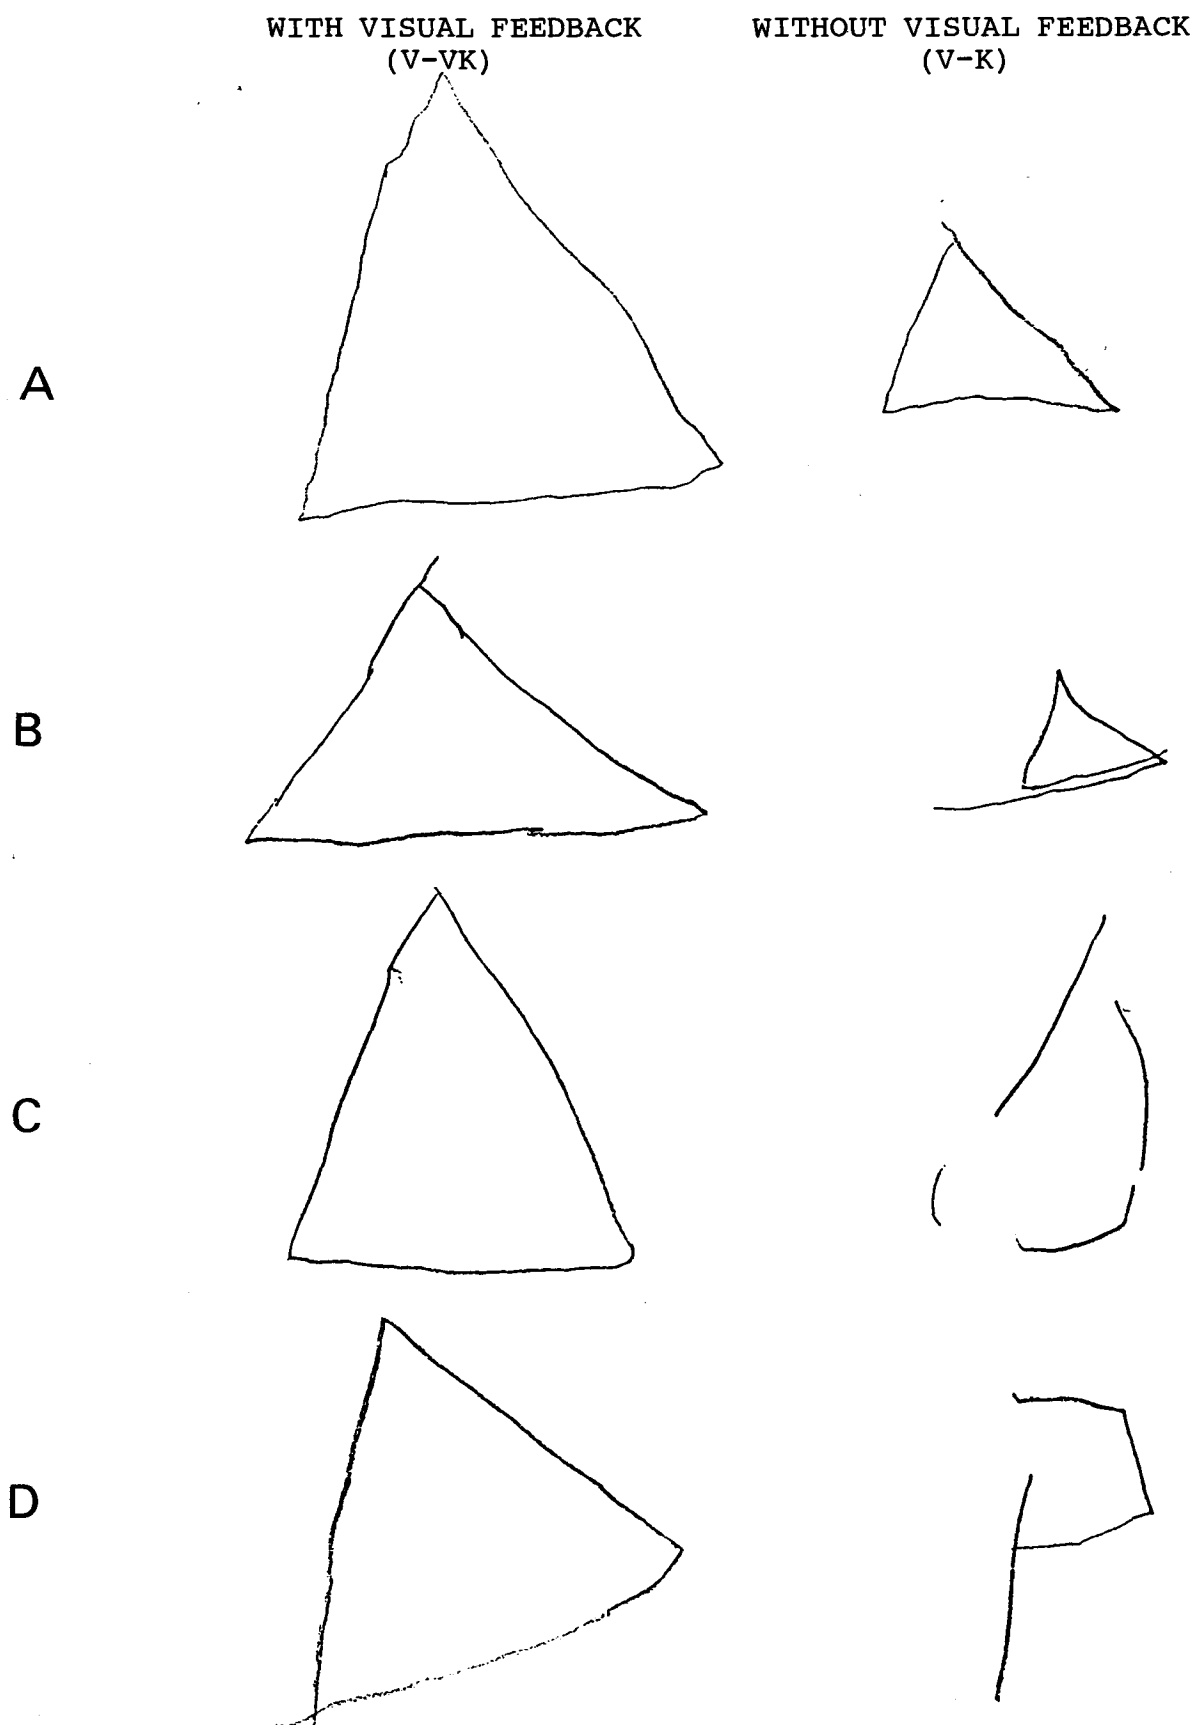 WITH VISUAL FEEDBACK
(V-VK)
WITHOUT VISUAL FEEDBACK
(V-K)
A
B
C
D